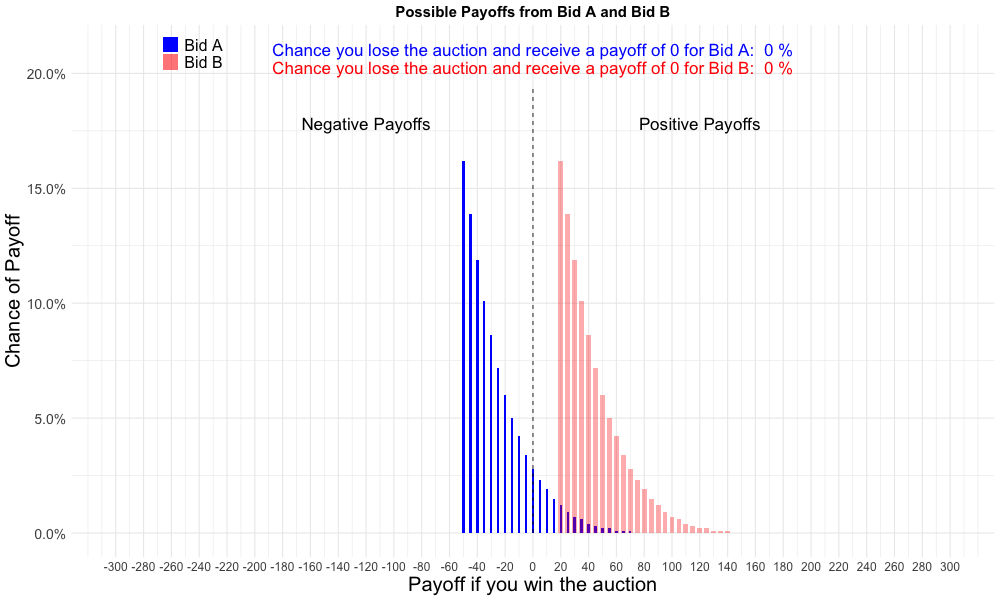 Possible Payoffs from Bid A and Bid B
Bid A
Bid B
Chance you lose the auction and receive a payoff of 0 for Bid A:  0 %
Chance you lose the auction and receive a payoff of 0 for Bid B:  0 %
Negative Payoffs
Positive Payoffs
20.0%
15.0%
10.0%
5.0%
0.0%
Chance of Payoff
-300 -280 -260 -240 -220 -200 -180 -160 -140 -120 -100 -80 -60 -40 -20 0 20 40 60 80 100 120 140 160 180 200 220 240 260 280 300
Payoff if you win the auction